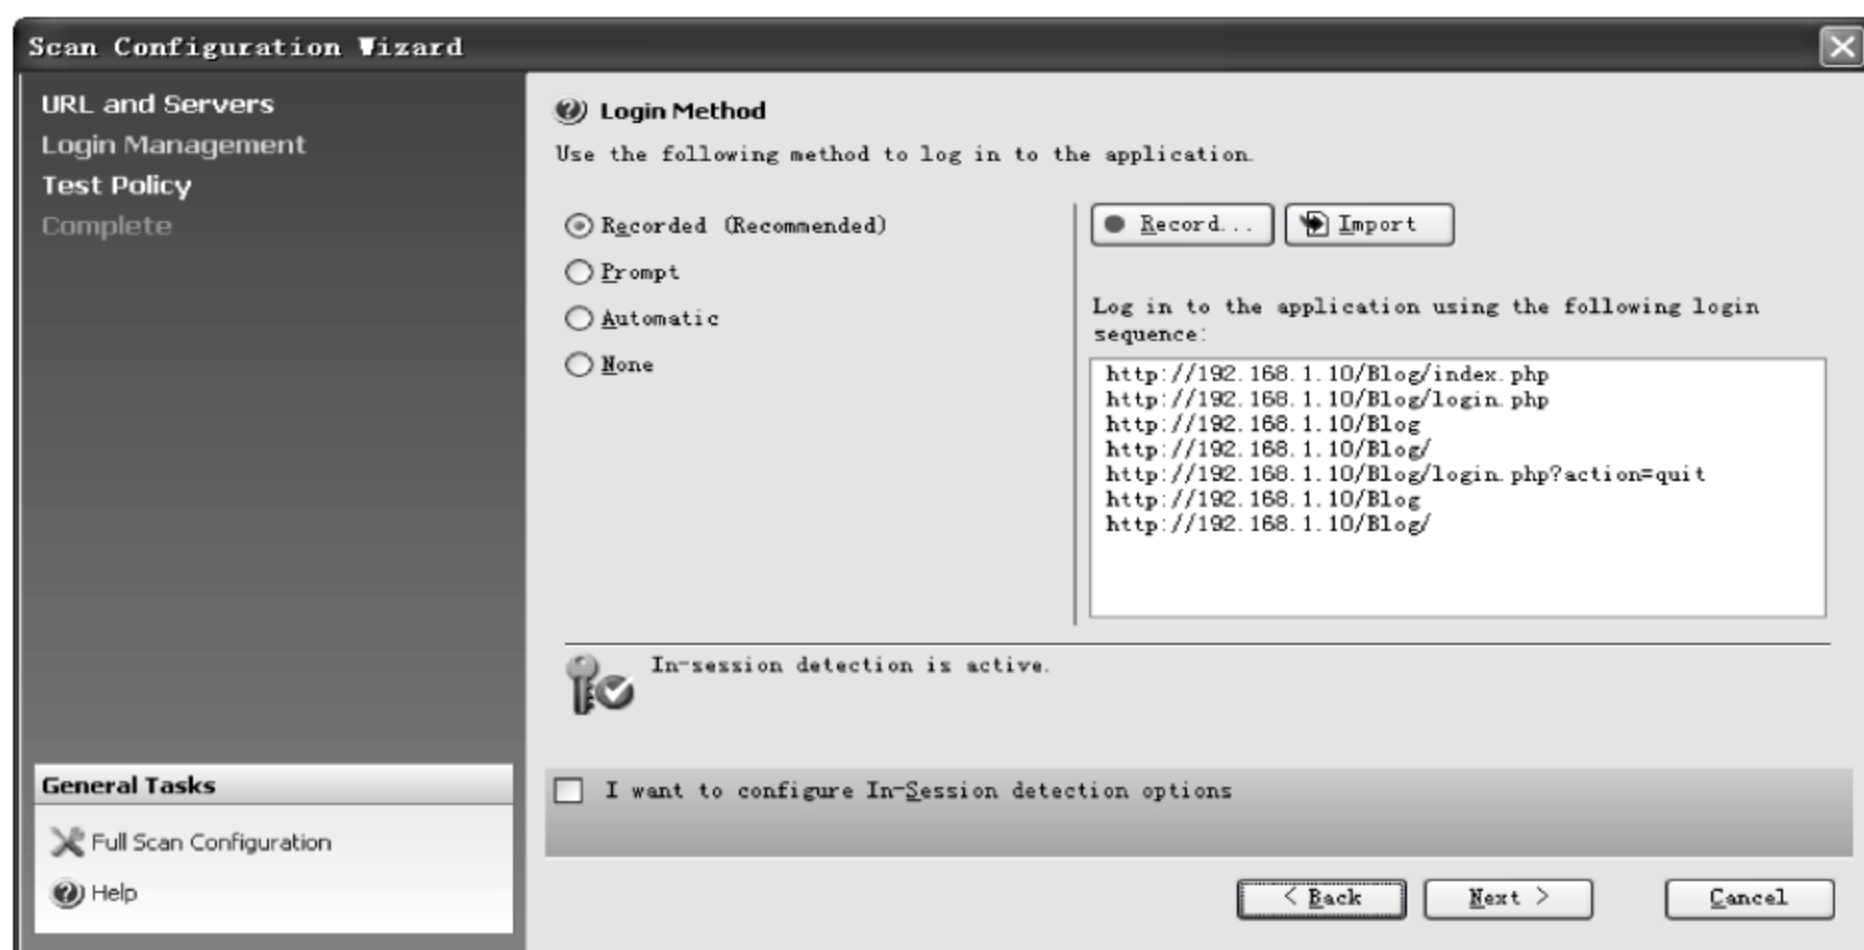 Scan Configuration Wizard
URL and Servers
Login Management
Test Policy
Complete
Login Method
Use the following method to log in to the application.
Recorded (Recommended)
Prompt
Automatic
None
Record...
Import
Log in to the application using the following login
sequence:
http://192.168.1.10/Blog/index.php
http://192.168.1.10/Blog/login.php
http://192.168.1.10/Blog
http://192.168.1.10/Blog/
http://192.168.1.10/Blog/login.php?action=quit
http://192.168.1.10/Blog
http://192.168.1.10/Blog/
In-session detection is active.
General Tasks
Full Scan Configuration
Help
I want to configure In-Session detection options
< Back
Next >
Cancel